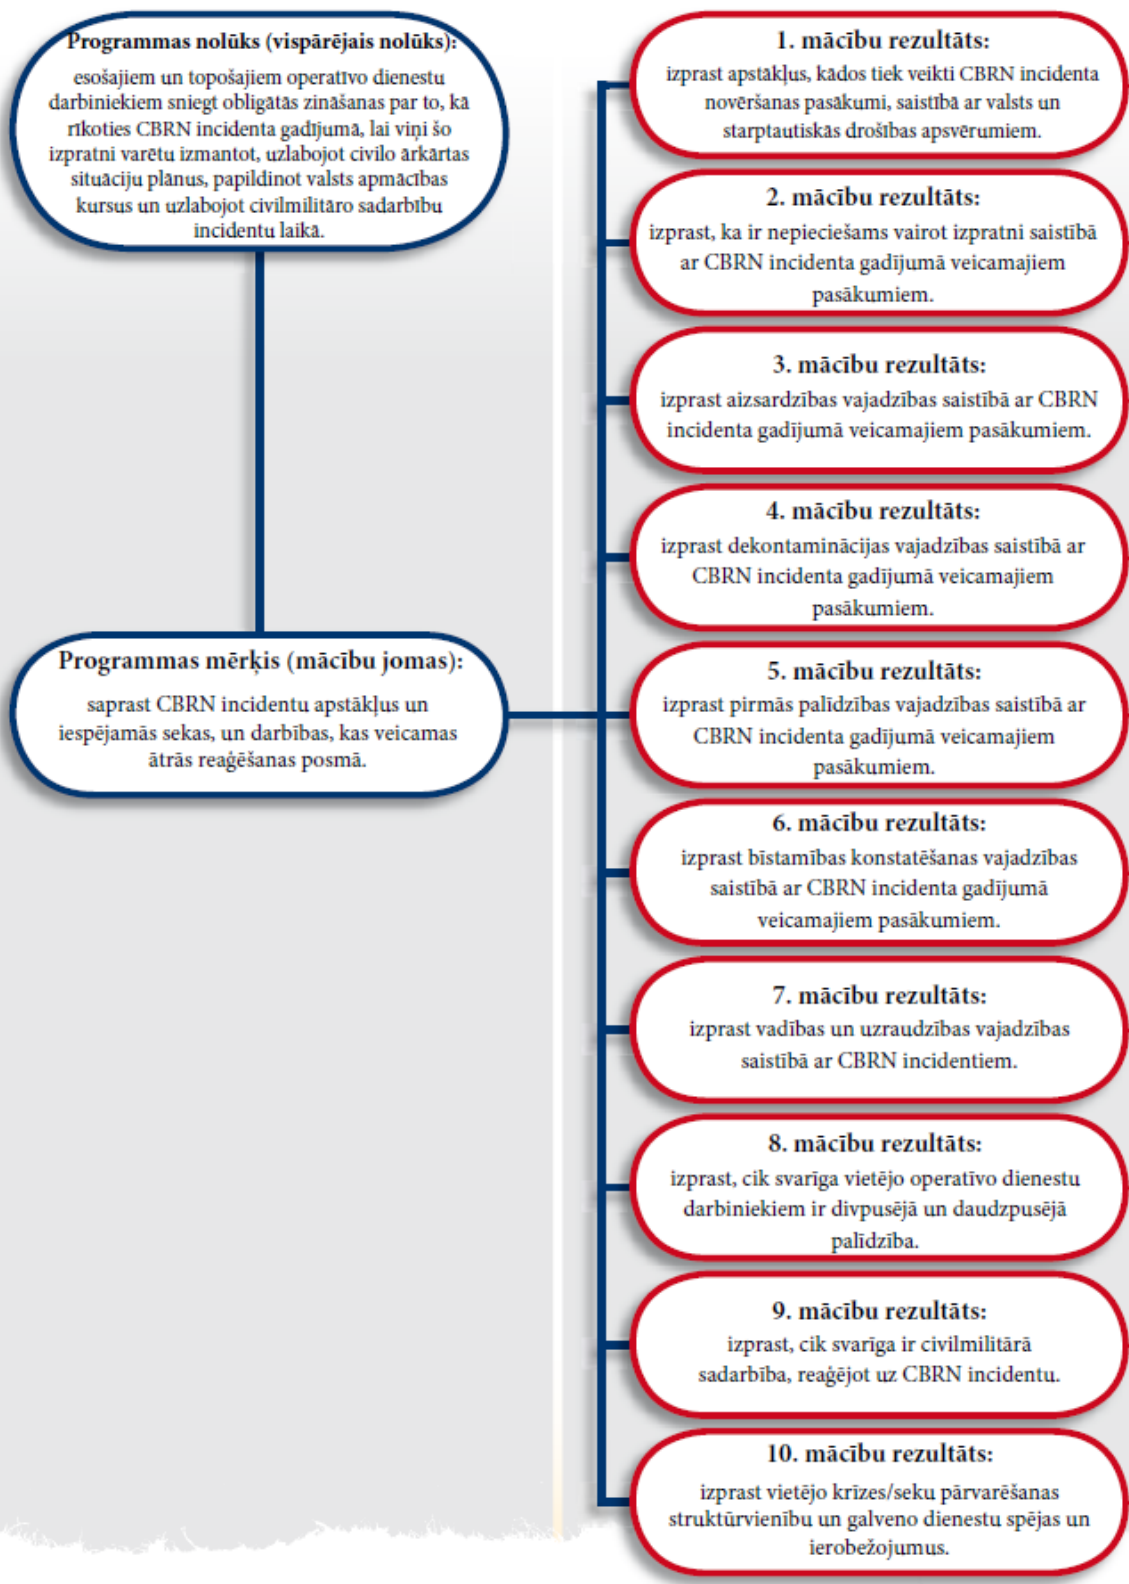 Programmas nolūks (vispārējais nolūks):
esošajiem un topošajiem operatīvo dienestu
darbiniekiem sniegt obligātās zināšanas par to, kā
rīkoties CBRN incidenta gadījumā, lai viņi šo
izpratni varētu izmantot, uzlabojot civilo ārkārtas
situāciju plānus, papildinot valsts apmācības
kursus un uzlabojot civilmilitāro sadarbību
incidentu laikā.
Programmas mērķis (mācību jomas):
saprast CBRN incidentu apstākļus un
iespējamās sekas, un darbības, kas veicamas
ātrās reaģēšanas posmā.
1. mācību rezultāts:
izprast apstākļus, kādos tiek veikti CBRN incidenta
novēršanas pasākumi, saistībā ar valsts un
starptautiskās drošības apsvērumiem.
2. mācību rezultāts:
izprast, ka ir nepieciešams vairot izpratni saistībā
ar CBRN incidenta gadījumā veicamajiem
pasākumiem.
3. mācību rezultāts:
izprast aizsardzības vajadzības saistībā ar CBRN
incidenta gadījumā veicamajiem pasākumiem.
4. mācību rezultāts:
izprast dekontaminācijas vajadzības saistībā ar
CBRN incidenta gadījumā veicamajiem
pasākumiem.
5. mācību rezultāts:
izprast pirmās palīdzības vajadzības saistībā ar
CBRN incidenta gadījumā veicamajiem
pasākumiem.
6. mācību rezultāts:
izprast bīstamības konstatēšanas vajadzības
saistībā ar CBRN incidenta gadījumā
veicamajiem pasākumiem.
7. mācību rezultāts:
izprast vadības un uzraudzības vajadzības
saistībā ar CBRN incidentiem.
8. mācību rezultāts:
izprast, cik svarīga vietējo operatīvo dienestu
darbiniekiem ir divpusējā un daudzpusējā
palīdzība.
9. mācību rezultāts:
izprast, cik svarīga ir civilmilitārā
sadarbība, reaģējot uz CBRN incidentu.
10. mācību rezultāts:
izprast vietējo krīzes/seku pārvarēšanas
struktūrvienību un galveno dienestu spējas un
ierobežojumus.